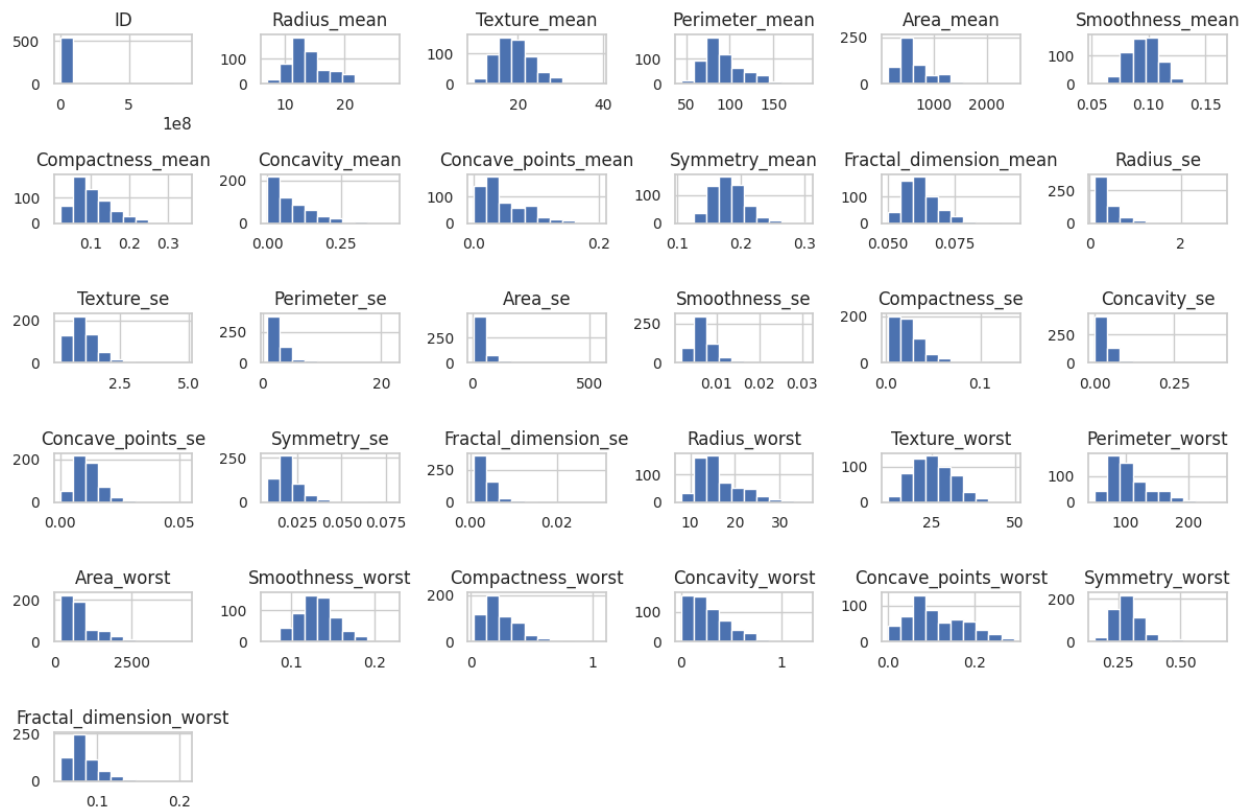 ID Radius_mean Texture_mean Perimeter_mean Area_mean Smoothness_mean
500 0 0 5 1e8
100 0 10 20
100 0 20 40
100 0 50 100 150
250 0 1000 2000
100 0 0.05 0.10 0.15
Compactness_mean Concavity_mean Concave_points_mean Symmetry_mean Fractal_dimension_mean Radius_se
100 0 0.1 0.2 0.3
200 0 0.00 0.25
100 0 0.0 0.2
100 0 0.1 0.2 0.3
100 0 0.050 0.075
250 0 0 2
Texture_se Perimeter_se Area_se Smoothness_se Compactness_se Concavity_se
200 0 2.5 5.0
250 0 0 20
250 0 0 500
250 0 0.01 0.02 0.03
200 100 0 0.0 0.1
250 0 0.00 0.25
Concave_points_se Symmetry_se Fractal_dimension_se Radius_worst Texture_worst Perimeter_worst
200 0 0.00 0.05
250 0 0.025 0.050 0.075
250 0 0.00 0.02
100 0 10 20 30
100 0 25 50
100 0 100 200
Area_worst Smoothness_worst Compactness_worst Concavity_worst Concave_points_worst Symmetry_worst
200 0 0 2500
100 0 0.1 0.2
200 0 0 1
100 0 0 1
100 0 0.0 0.2
200 0 0.25 0.50
Fractal_dimension_worst
250 0 0.1 0.2